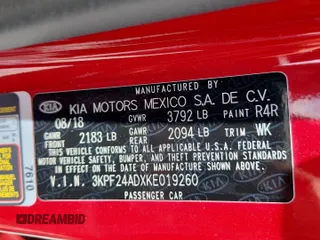 MANUFACTURED BY
KIA KIA MOTORS MEXICO S.A. DE C.V.
08/18 GVWR 3792 LB PAINT R4R
GAWR FRONT 2183 LB GAWR REAR 2094 LB TRIM WK
THIS VEHICLE CONFORMS TO ALL APPLICABLE U.S.A. FEDERAL
MOTOR VEHICLE SAFETY, BUMPER, AND THEFT PREVENTION
STANDARDS IN EFFECT ON THE DATE OF MANUFACTURE
SHOWN ABOVE.
V.I.N. 3KPF24ADXKE019260
PASSENGER CAR
7610
DREAMBID